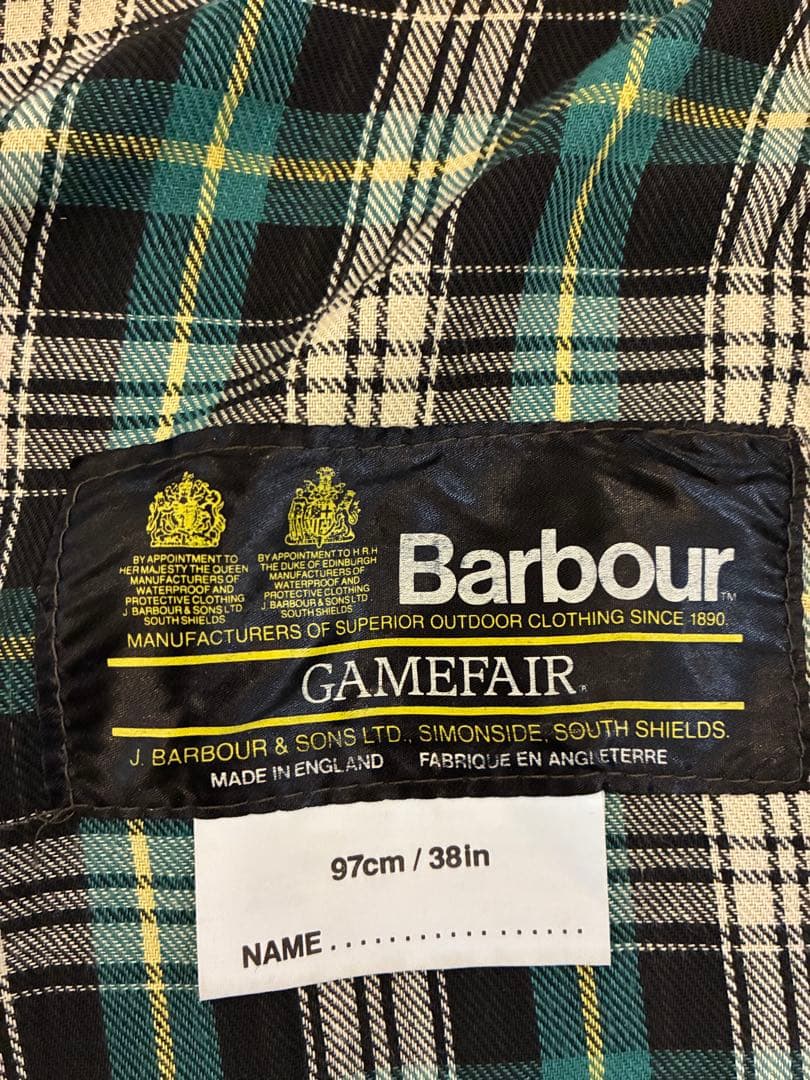 BY APPOINTMENT TO
HER MAJESTY THE QUEEN
MANUFACTURERS OF
WATERPROOF AND
PROTECTIVE CLOTHING
J. BARBOUR & SONS LTD
SOUTH SHIELDS
BY APPOINTMENT TO H.R.H
THE DUKE OF EDINBURGH
MANUFACTURERS OF
WATERPROOF AND
PROTECTIVE CLOTHING
J. BARBOUR & SONS LTD
SOUTH SHIELDS
Barbour™
MANUFACTURERS OF SUPERIOR OUTDOOR CLOTHING SINCE 1890.
GAMEFAIR
J. BARBOUR & SONS LTD., SIMONSIDE, SOUTH SHIELDS.
MADE IN ENGLAND FABRIQUE EN ANGLETERRE
97cm / 38in
NAME . . . . . . . . . . . . . . . . .